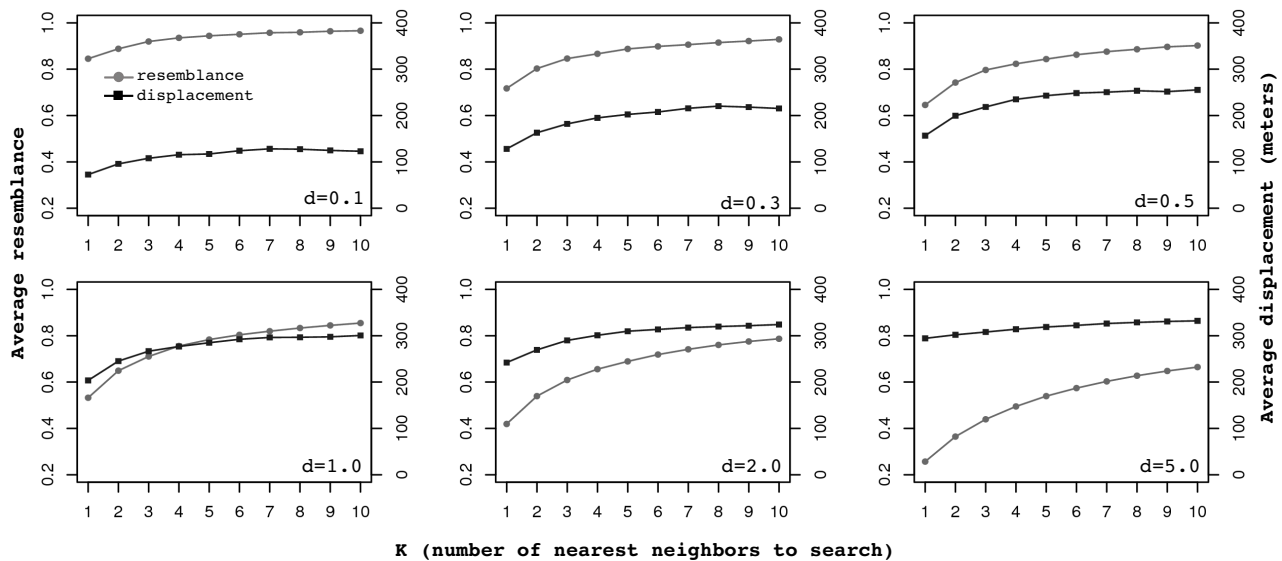 Average resemblance
Average displacement (meters)
0.2 0.4 0.6 0.8 1.0
resemblance
displacement
d=0.1
0 100 200 300 400
1 2 3 4 5 6 7 8 9 10
0.2 0.4 0.6 0.8 1.0
d=0.3
0 100 200 300 400
1 2 3 4 5 6 7 8 9 10
0.2 0.4 0.6 0.8 1.0
d=0.5
0 100 200 300 400
1 2 3 4 5 6 7 8 9 10
0.2 0.4 0.6 0.8 1.0
d=1.0
0 100 200 300 400
1 2 3 4 5 6 7 8 9 10
0.2 0.4 0.6 0.8 1.0
d=2.0
0 100 200 300 400
1 2 3 4 5 6 7 8 9 10
0.2 0.4 0.6 0.8 1.0
d=5.0
0 100 200 300 400
1 2 3 4 5 6 7 8 9 10
K (number of nearest neighbors to search)